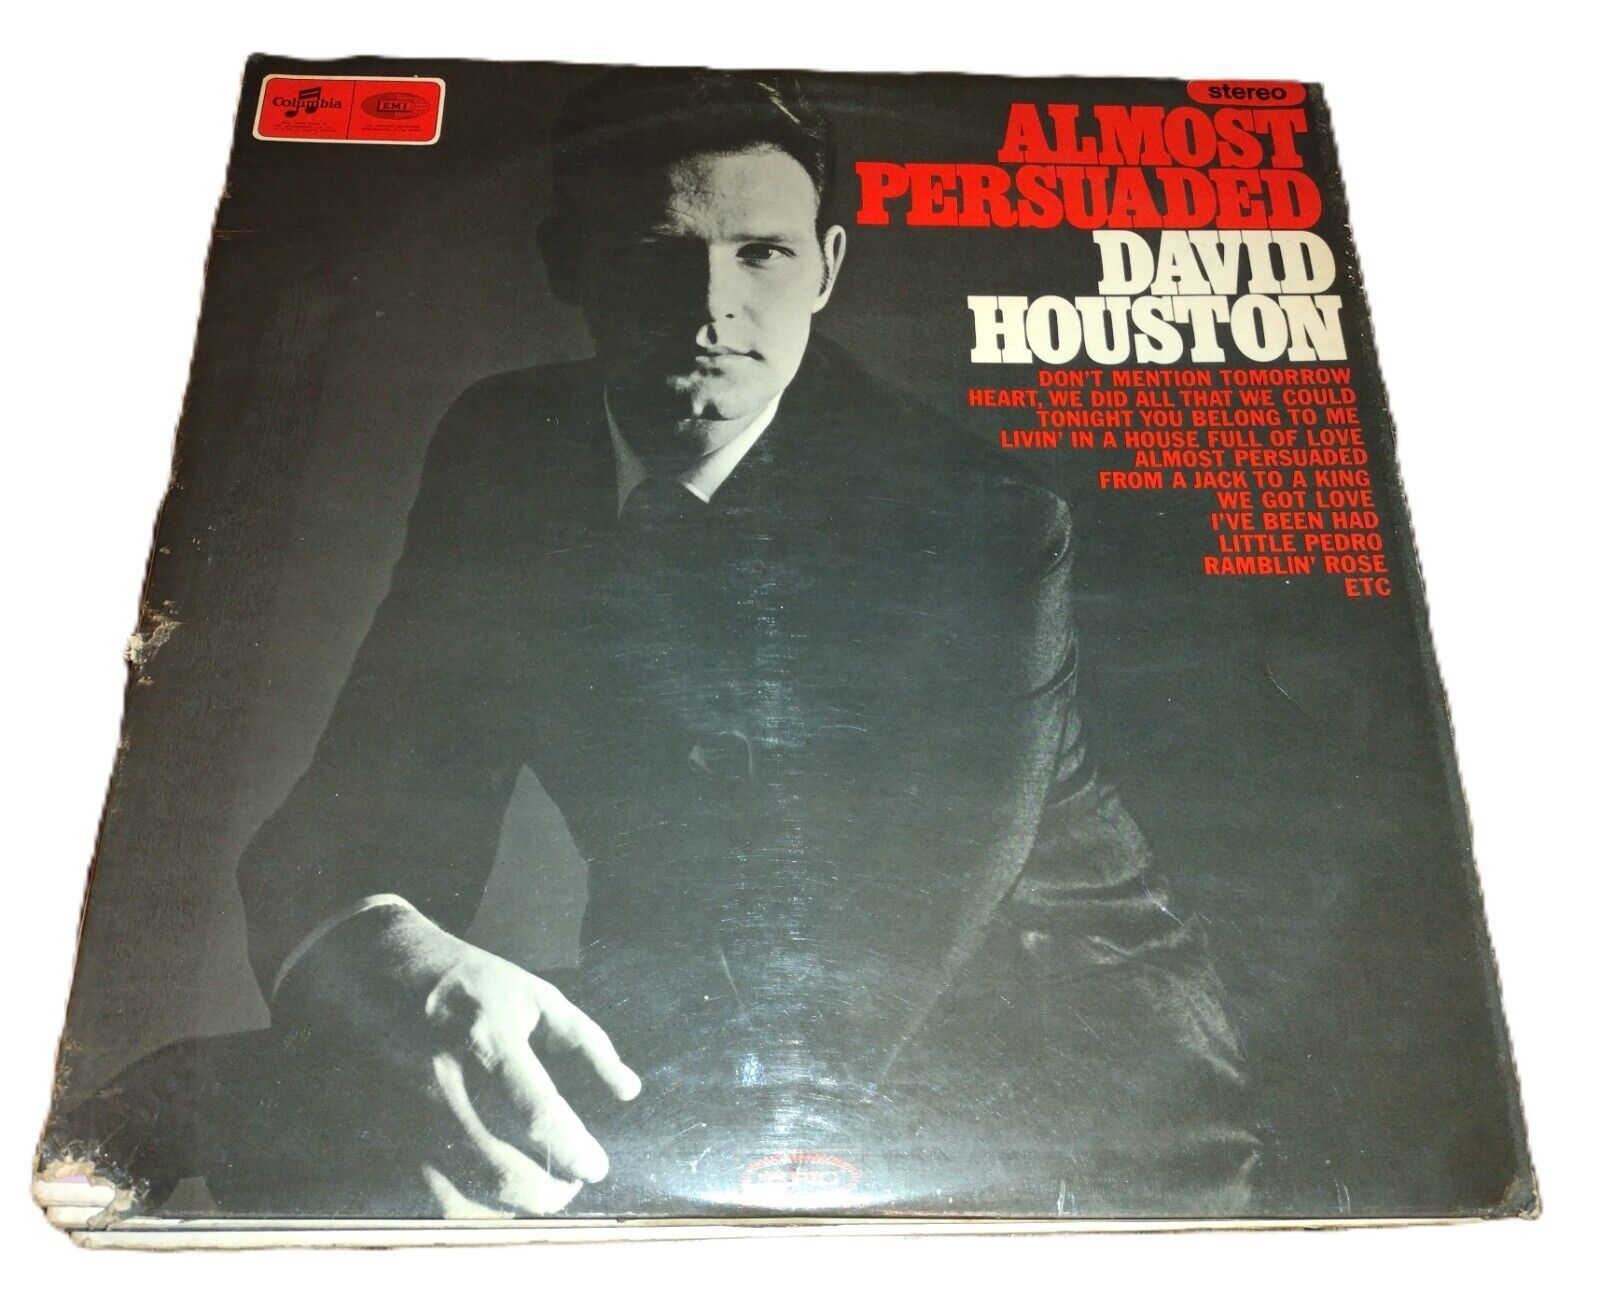 Columbia
EMI
stereo
ALMOST
PERSUADED
DAVID
HOUSTON
DON'T MENTION TOMORROW
HEART, WE DID ALL THAT WE COULD
TONIGHT YOU BELONG TO ME
LIVIN' IN A HOUSE FULL OF LOVE
ALMOST PERSUADED
FROM A JACK TO A KING
WE GOT LOVE
I'VE BEEN HAD
LITTLE PEDRO
RAMBLIN' ROSE
ETC